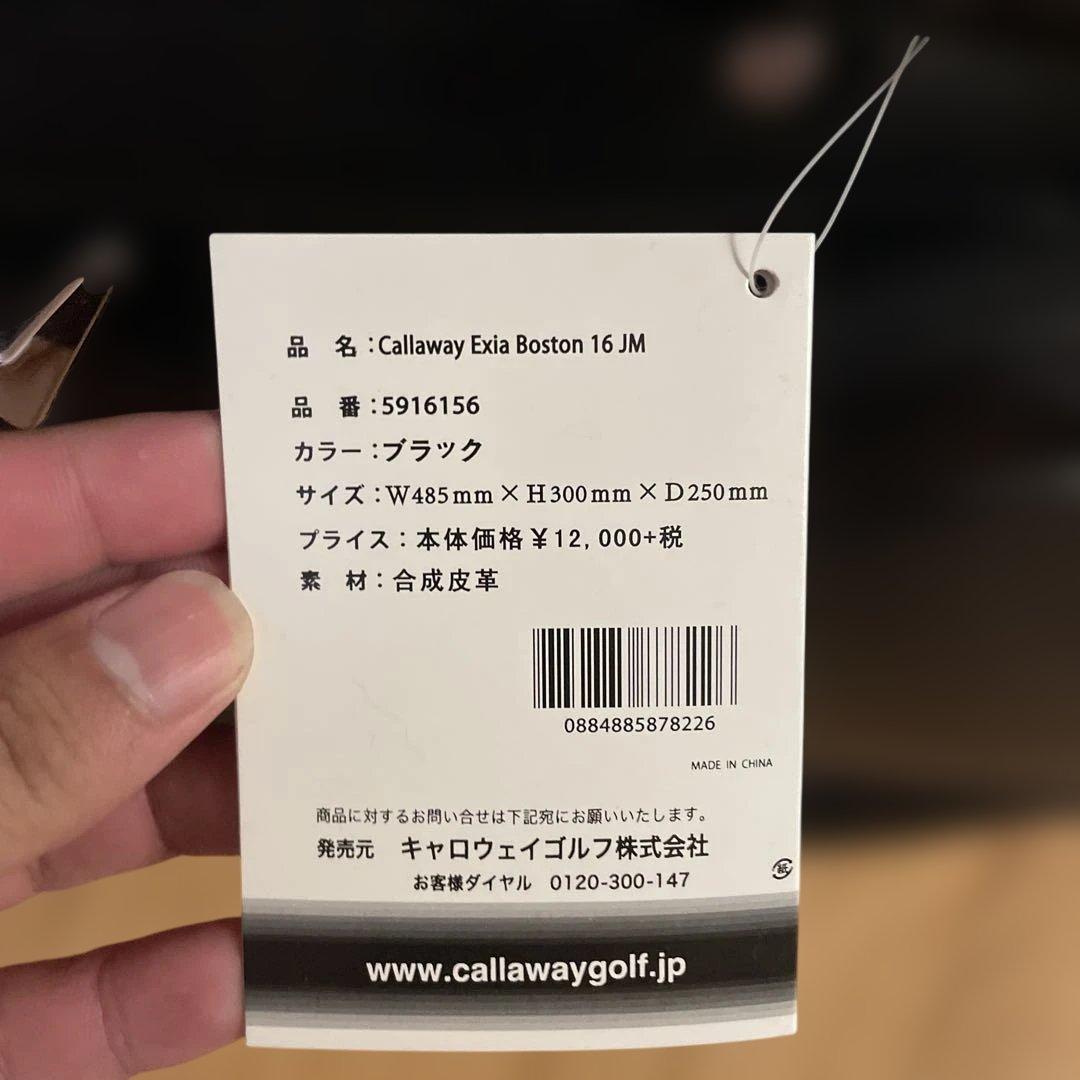 品　名：Callaway Exia Boston 16 JM
品　番：5916156
カラー：ブラック
サイズ：W485mm×H300mm×D250mm
プライス：本体価格￥12,000+税
素　材：合成皮革
0884885878226
MADE IN CHINA
商品に対するお問い合せは下記宛にお願いいたします。
発売元　キャロウェイゴルフ株式会社
お客様ダイヤル　0120-300-147
紙
www.callawaygolf.jp